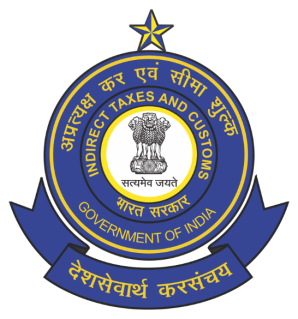 अप्रत्यक्ष कर एवं सीमा शुल्क
INDIRECT TAXES AND CUSTOMS
सत्यमेव जयते
भारत सरकार
GOVERNMENT OF INDIA
देशसेवार्थ करसंचय